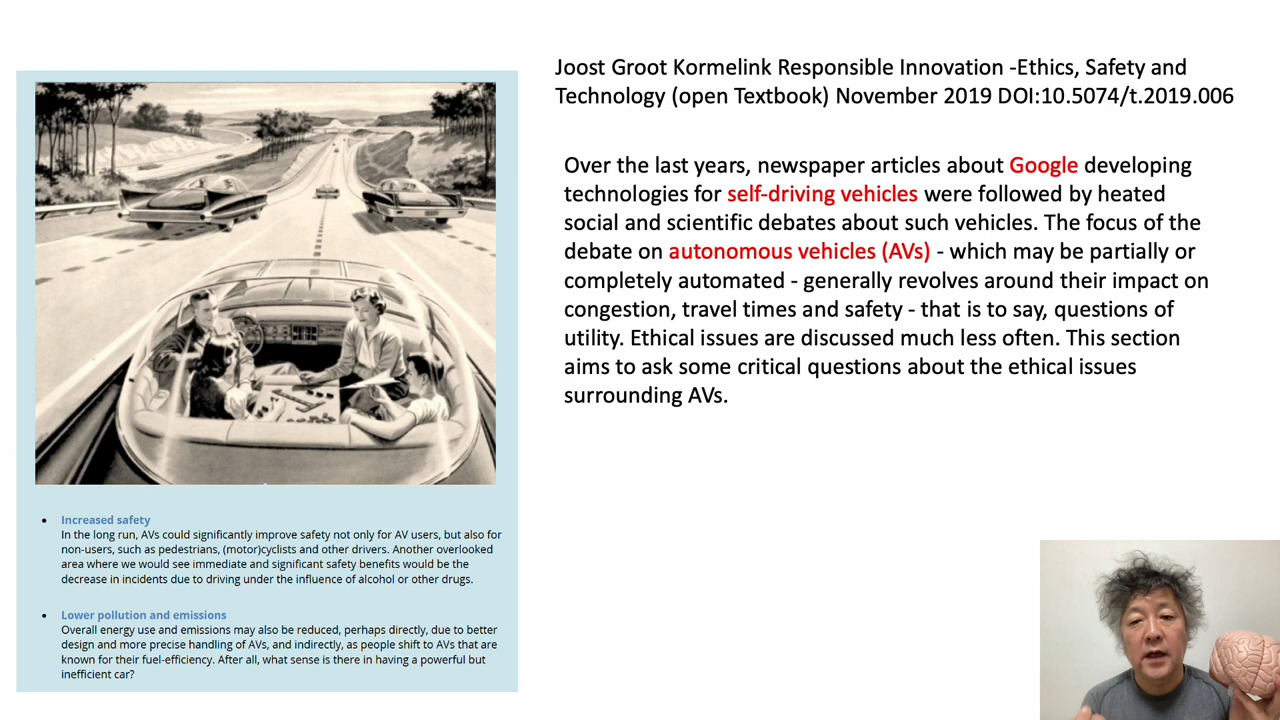 Joost Groot Kormelink Responsible Innovation -Ethics, Safety and
Technology (open Textbook) November 2019 DOI:10.5074/t.2019.006
Over the last years, newspaper articles about Google developing
technologies for self-driving vehicles were followed by heated
social and scientific debates about such vehicles. The focus of the
debate on autonomous vehicles (AVs) - which may be partially or
completely automated - generally revolves around their impact on
congestion, travel times and safety - that is to say, questions of
utility. Ethical issues are discussed much less often. This section
aims to ask some critical questions about the ethical issues
surrounding AVs.
• Increased safety
In the long run, AVs could significantly improve safety not only for AV users, but also for
non-users, such as pedestrians, (motor)cyclists and other drivers. Another overlooked
area where we would see immediate and significant safety benefits would be the
decrease in incidents due to driving under the influence of alcohol or other drugs.
• Lower pollution and emissions
Overall energy use and emissions may also be reduced, perhaps directly, due to better
design and more precise handling of AVs, and indirectly, as people shift to AVs that are
known for their fuel-efficiency. After all, what sense is there in having a powerful but
inefficient car?